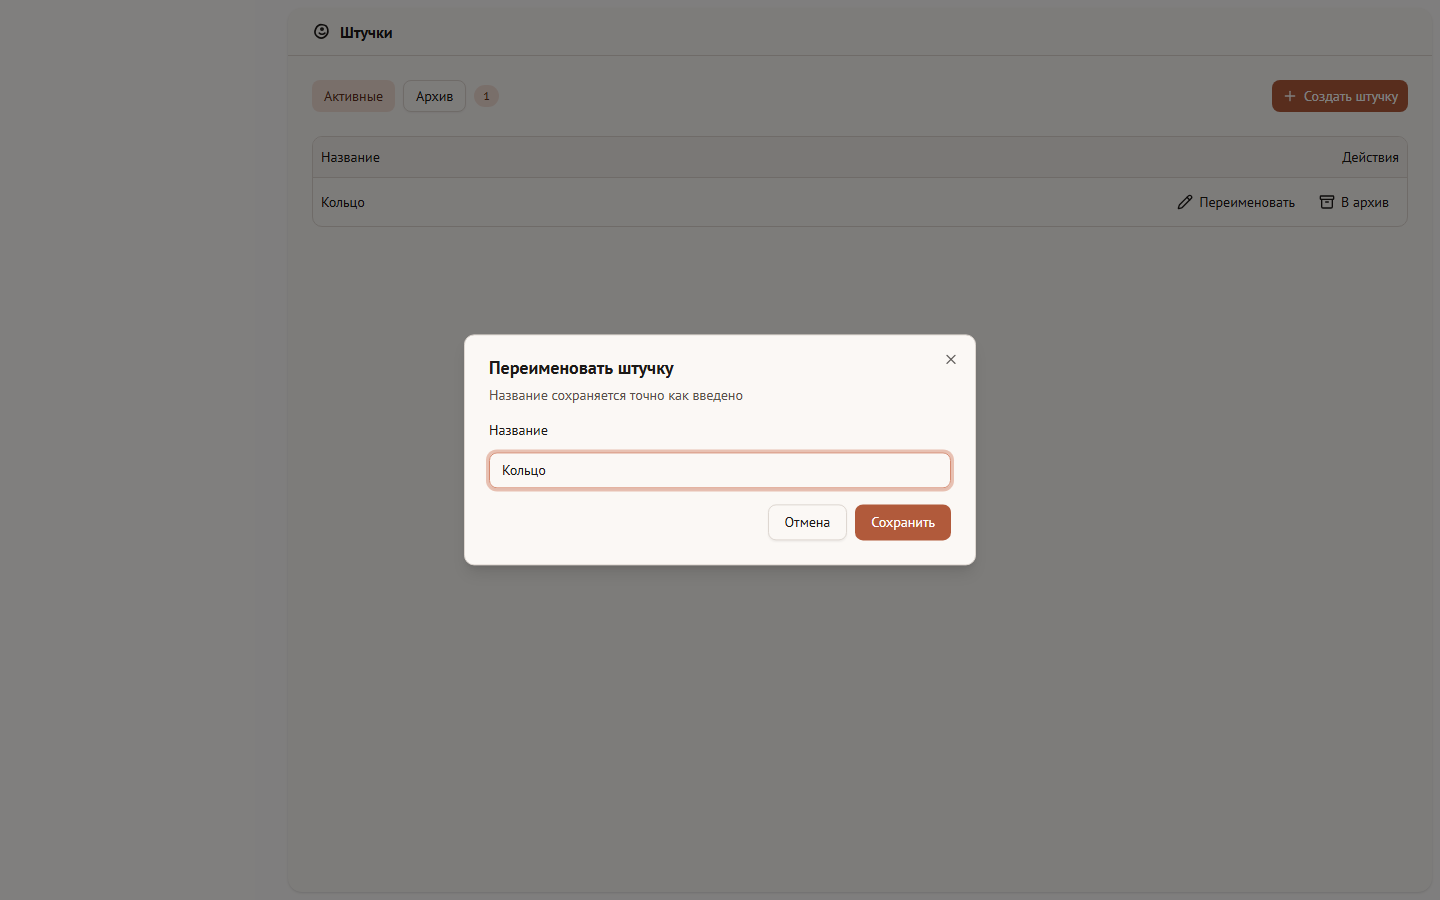 Штучки
Активные Архив 1 Создать штучку
Название Действия
Кольцо Переименовать В архив
Переименовать штучку
Название сохраняется точно как введено
Название
Кольцо
Отмена Сохранить